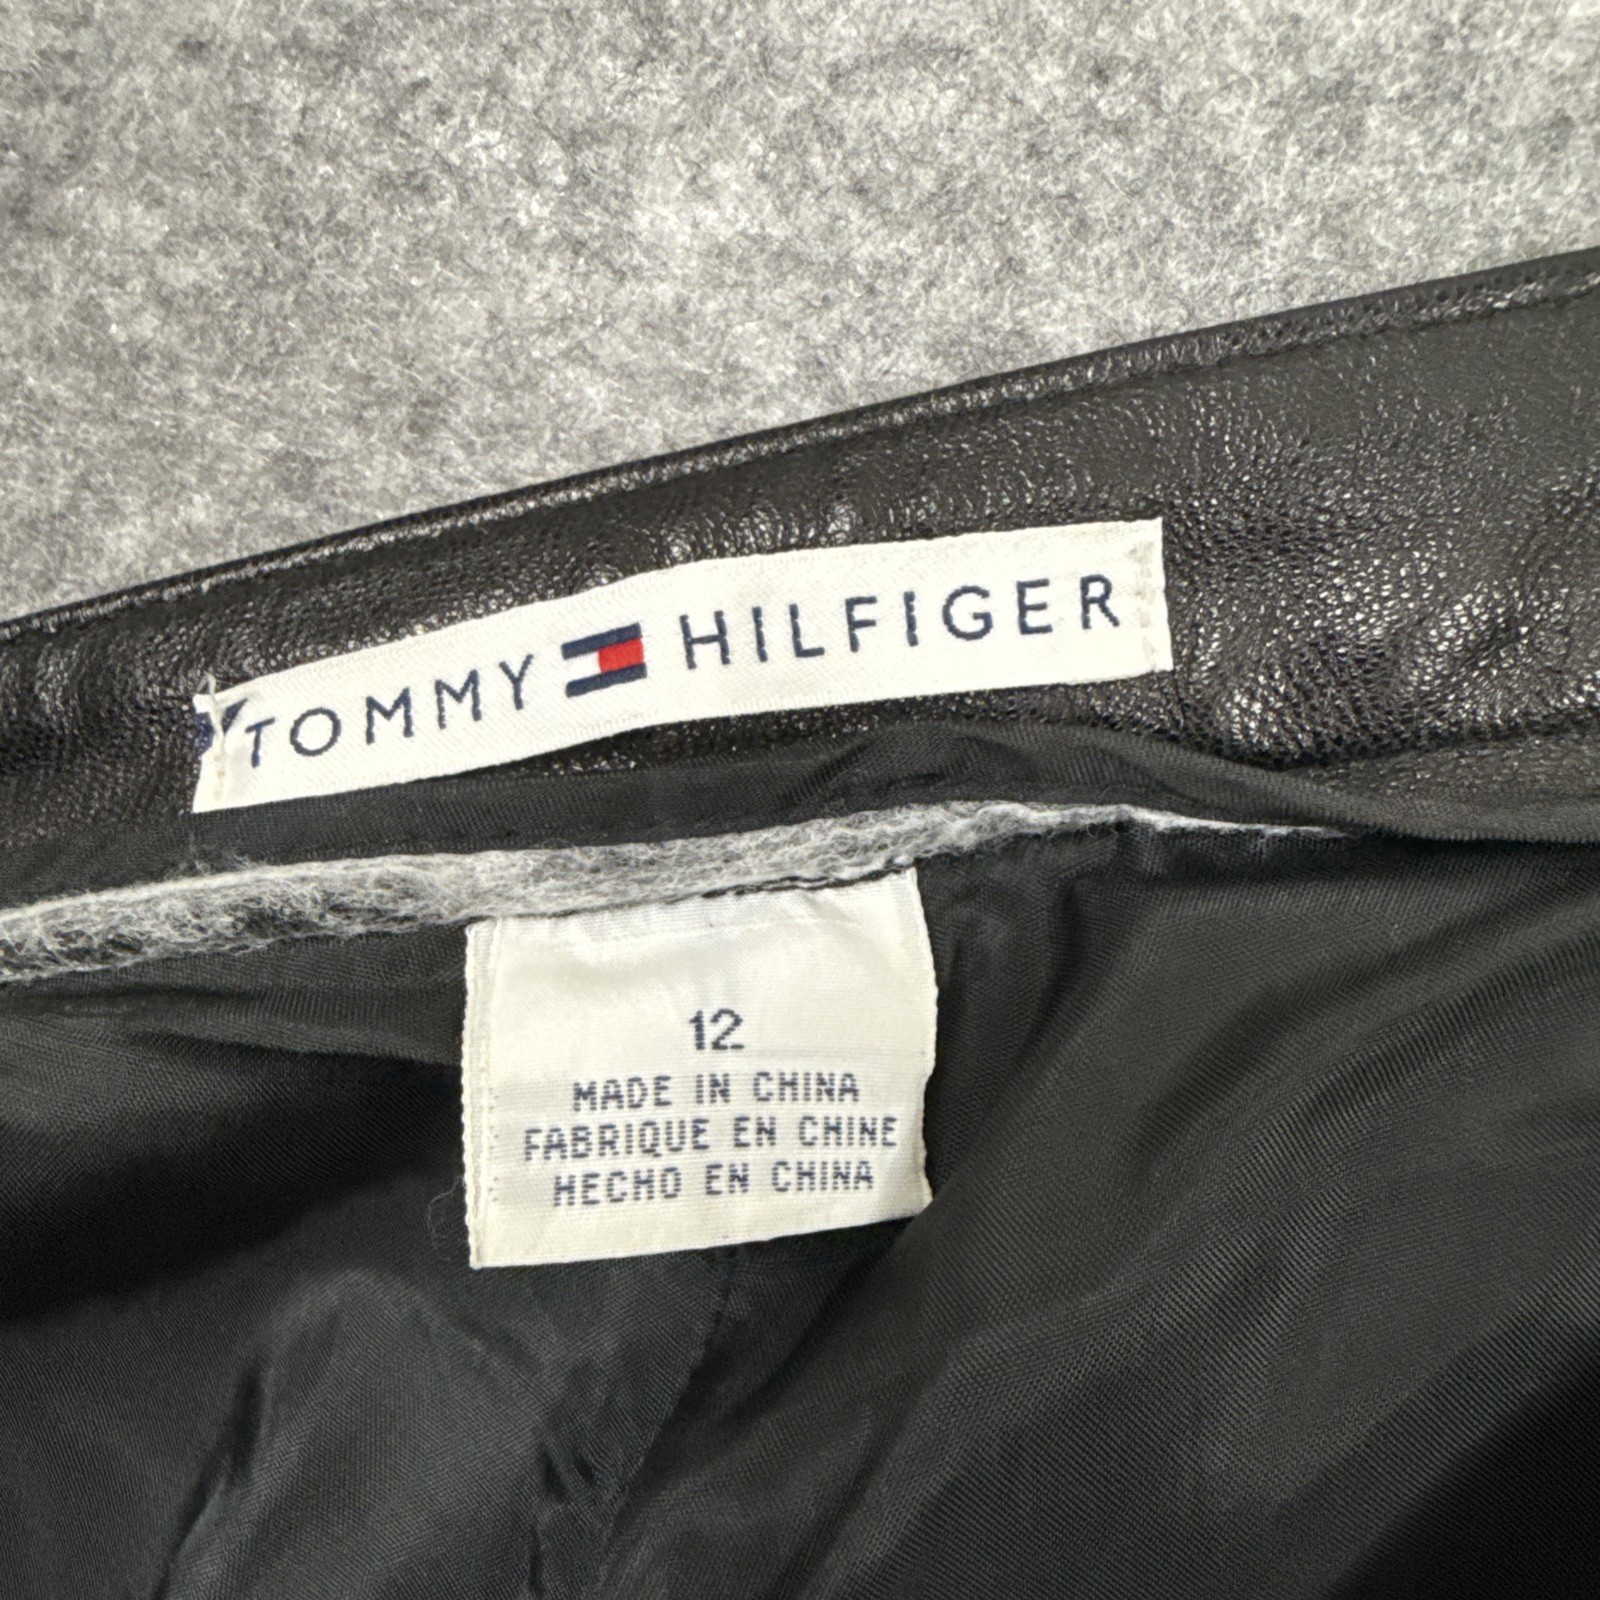 TOMMY HILFIGER
12
MADE IN CHINA
FABRIQUE EN CHINE
HECHO EN CHINA